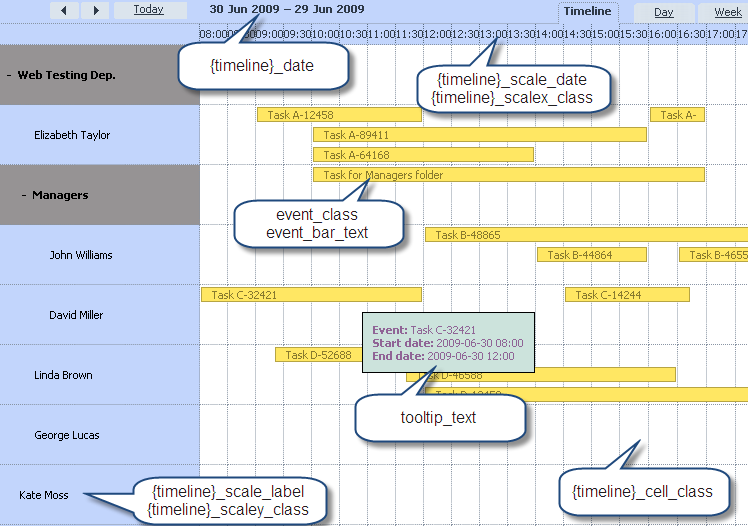 Today
30 Jun 2009 – 29 Jun 2009
Timeline
Day
Week
08:00 08:30 09:00 09:30 10:00 10:30 11:00 11:30 12:00 12:30 13:00 13:30 14:00 14:30 15:00 15:30 16:00 16:30 17:00 17
{timeline}_date
{timeline}_scale_date
{timeline}_scalex_class
- Web Testing Dep.
Task A-12458
Task A-
Elizabeth Taylor
Task A-89411
Task A-64168
Task for Managers folder
- Managers
event_class
event_bar_text
Task B-48865
John Williams
Task B-44864
Task B-4655
Task C-32421
Task C-14244
David Miller
Event: Task C-32421
Start date: 2009-06-30 08:00
End date: 2009-06-30 12:00
Task D-52688
Linda Brown
D-46588
tooltip_text
George Lucas
Kate Moss
{timeline}_scale_label
{timeline}_scaley_class
{timeline}_cell_class